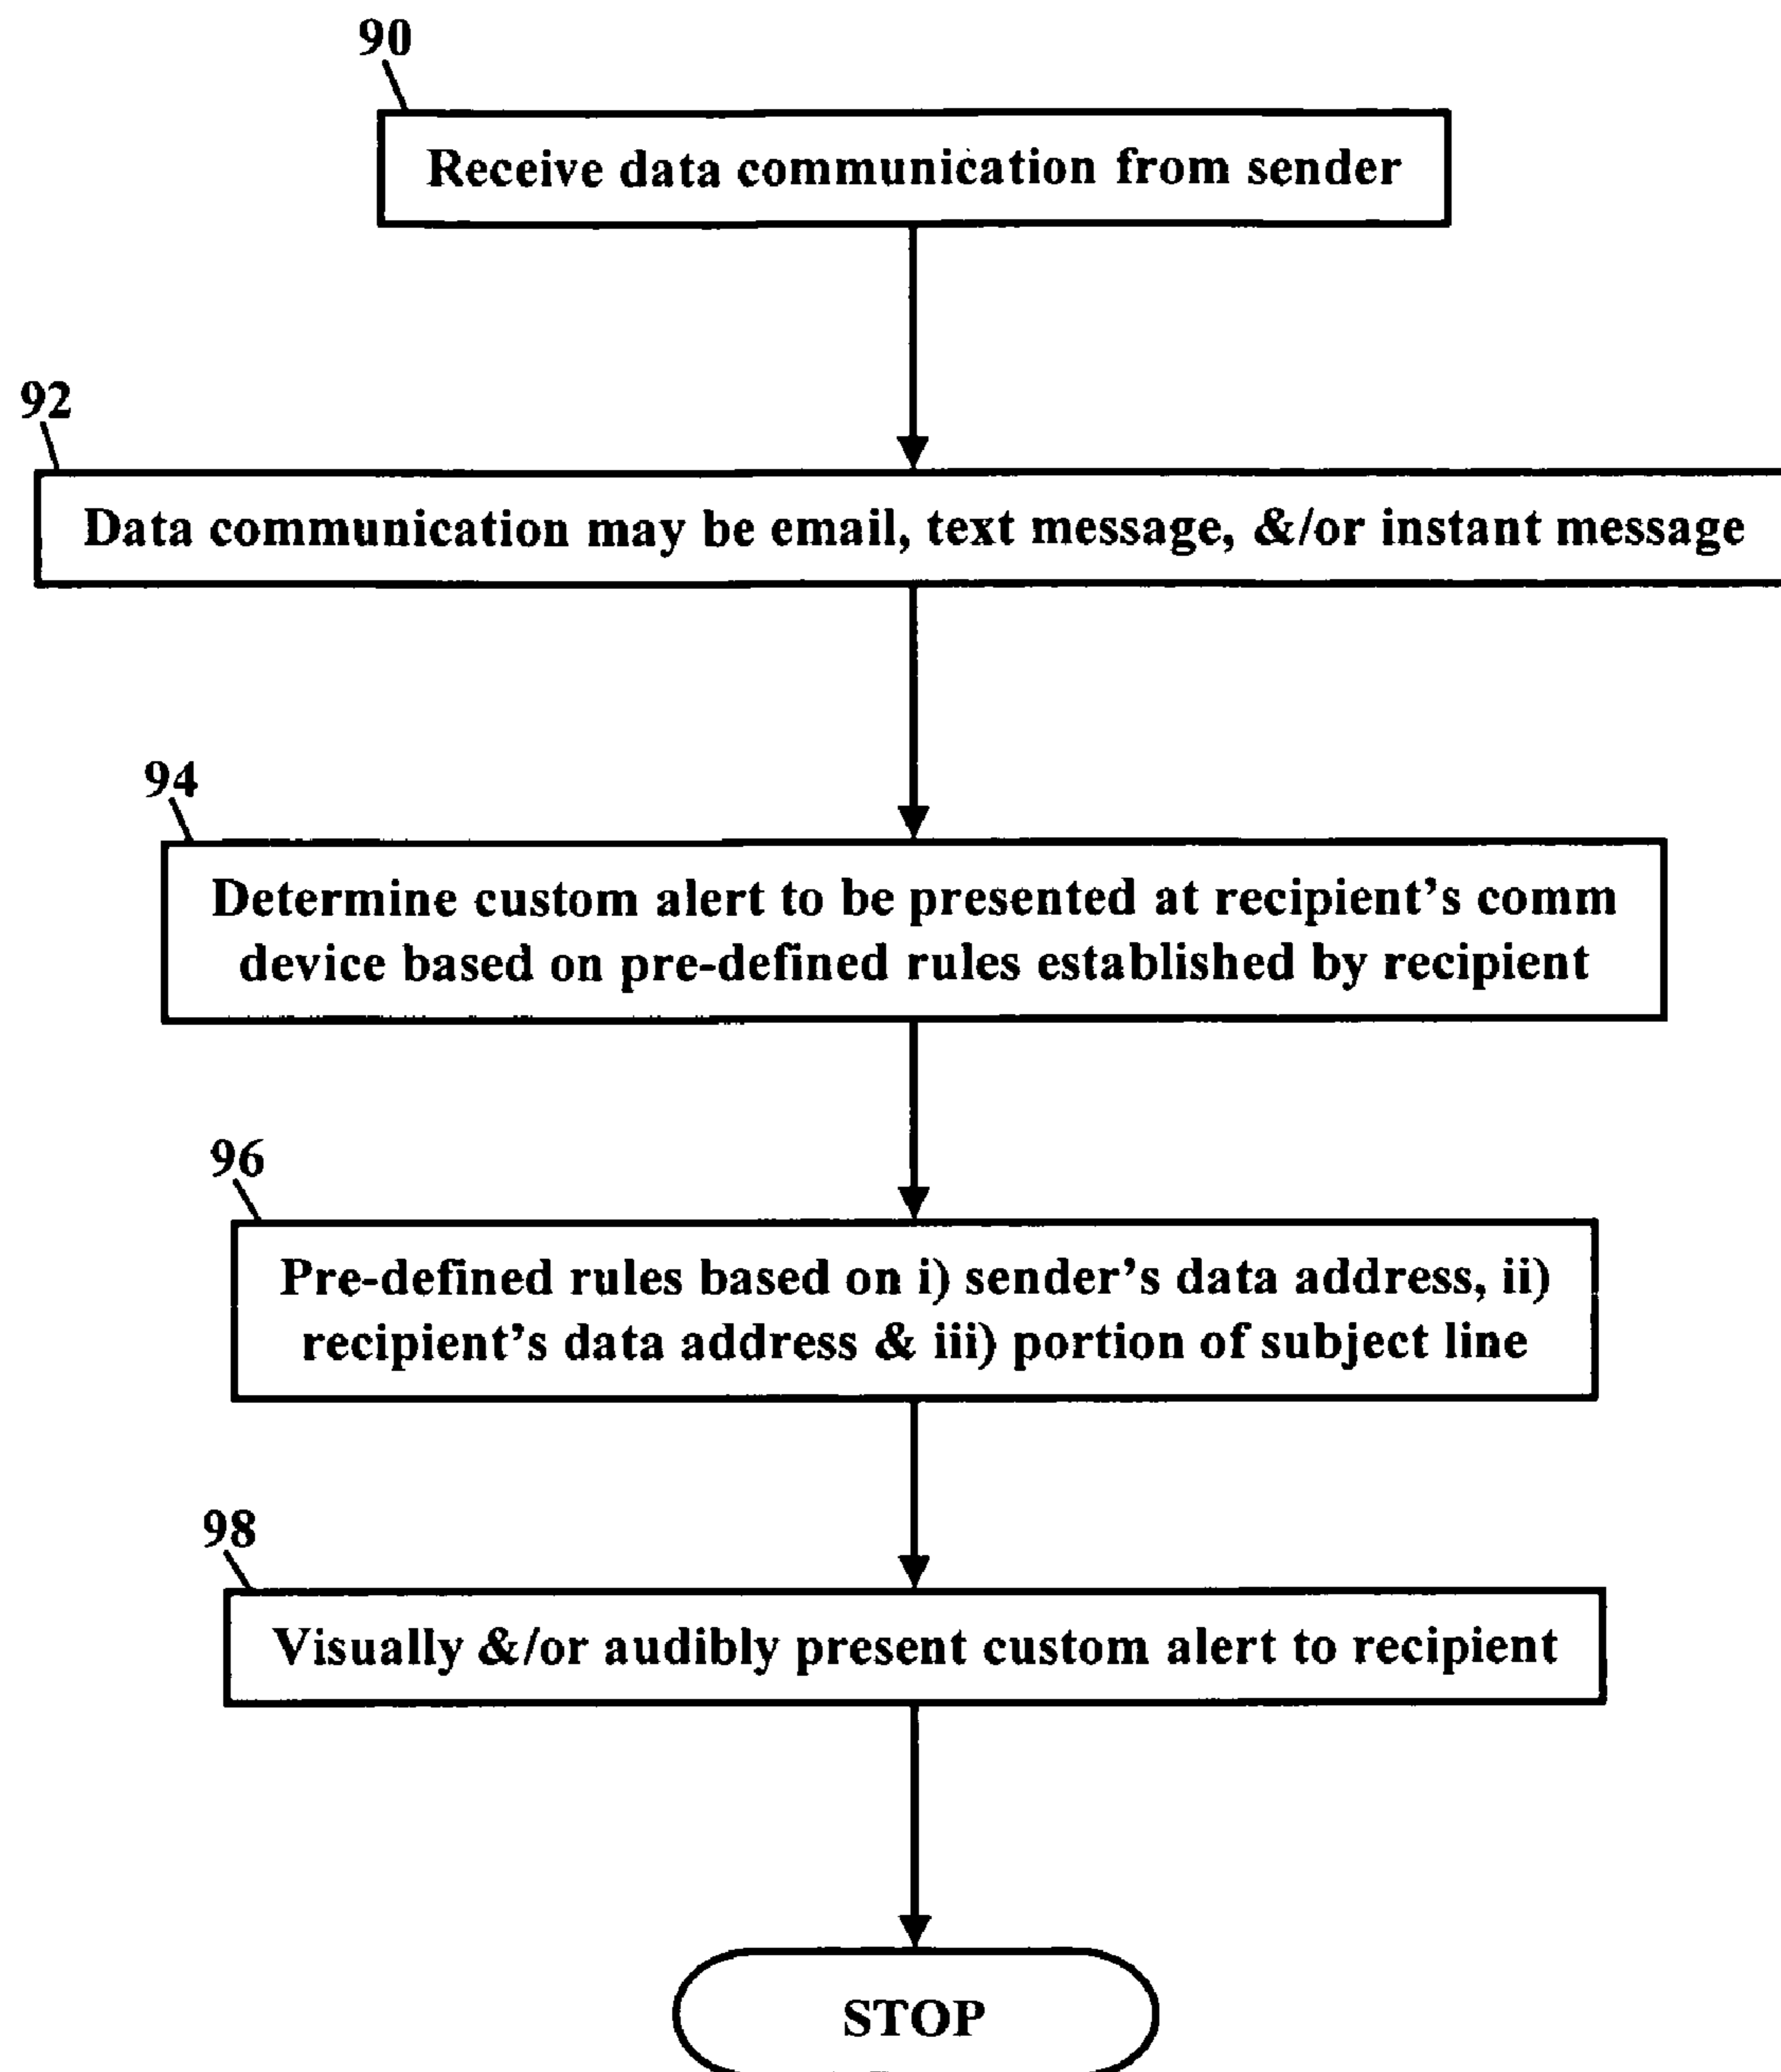 90
Receive data communication from sender
92
Data communication may be email, text message, &/or instant message
94
Determine custom alert to be presented at recipient's comm
device based on pre-defined rules established by recipient
96
Pre-defined rules based on i) sender's data address, ii)
recipient's data address & iii) portion of subject line
98
Visually &/or audibly present custom alert to recipient
STOP